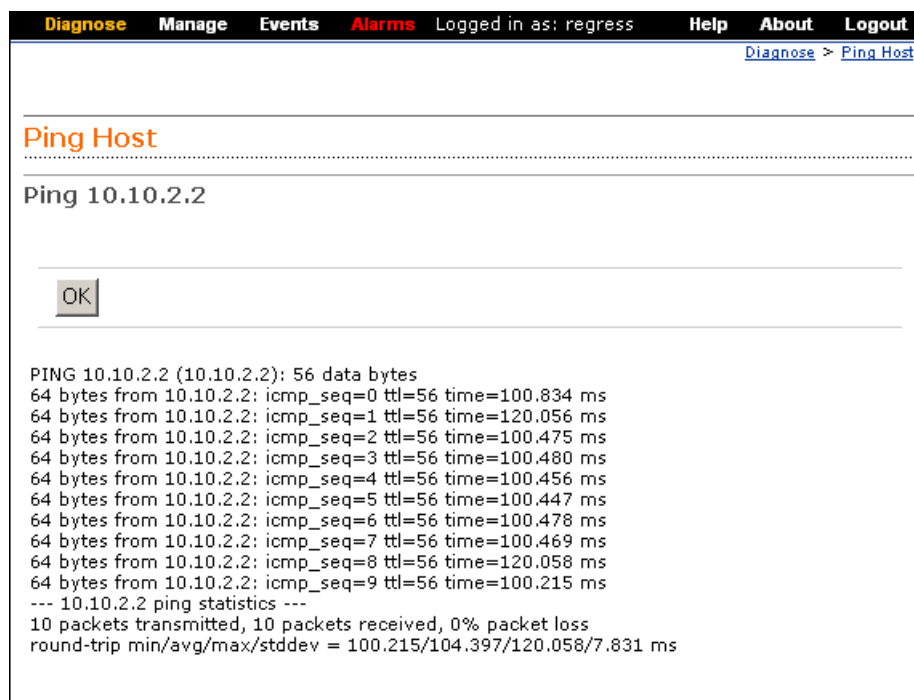 Diagnose Manage Events Alarms Logged in as: regress Help About Logout
Diagnose > Ping Host
Ping Host
Ping 10.10.2.2
OK
PING 10.10.2.2 (10.10.2.2): 56 data bytes
64 bytes from 10.10.2.2: icmp_seq=0 ttl=56 time=100.834 ms
64 bytes from 10.10.2.2: icmp_seq=1 ttl=56 time=120.056 ms
64 bytes from 10.10.2.2: icmp_seq=2 ttl=56 time=100.475 ms
64 bytes from 10.10.2.2: icmp_seq=3 ttl=56 time=100.480 ms
64 bytes from 10.10.2.2: icmp_seq=4 ttl=56 time=100.456 ms
64 bytes from 10.10.2.2: icmp_seq=5 ttl=56 time=100.447 ms
64 bytes from 10.10.2.2: icmp_seq=6 ttl=56 time=100.478 ms
64 bytes from 10.10.2.2: icmp_seq=7 ttl=56 time=100.469 ms
64 bytes from 10.10.2.2: icmp_seq=8 ttl=56 time=120.058 ms
64 bytes from 10.10.2.2: icmp_seq=9 ttl=56 time=100.215 ms
--- 10.10.2.2 ping statistics ---
10 packets transmitted, 10 packets received, 0% packet loss
round-trip min/avg/max/stddev = 100.215/104.397/120.058/7.831 ms